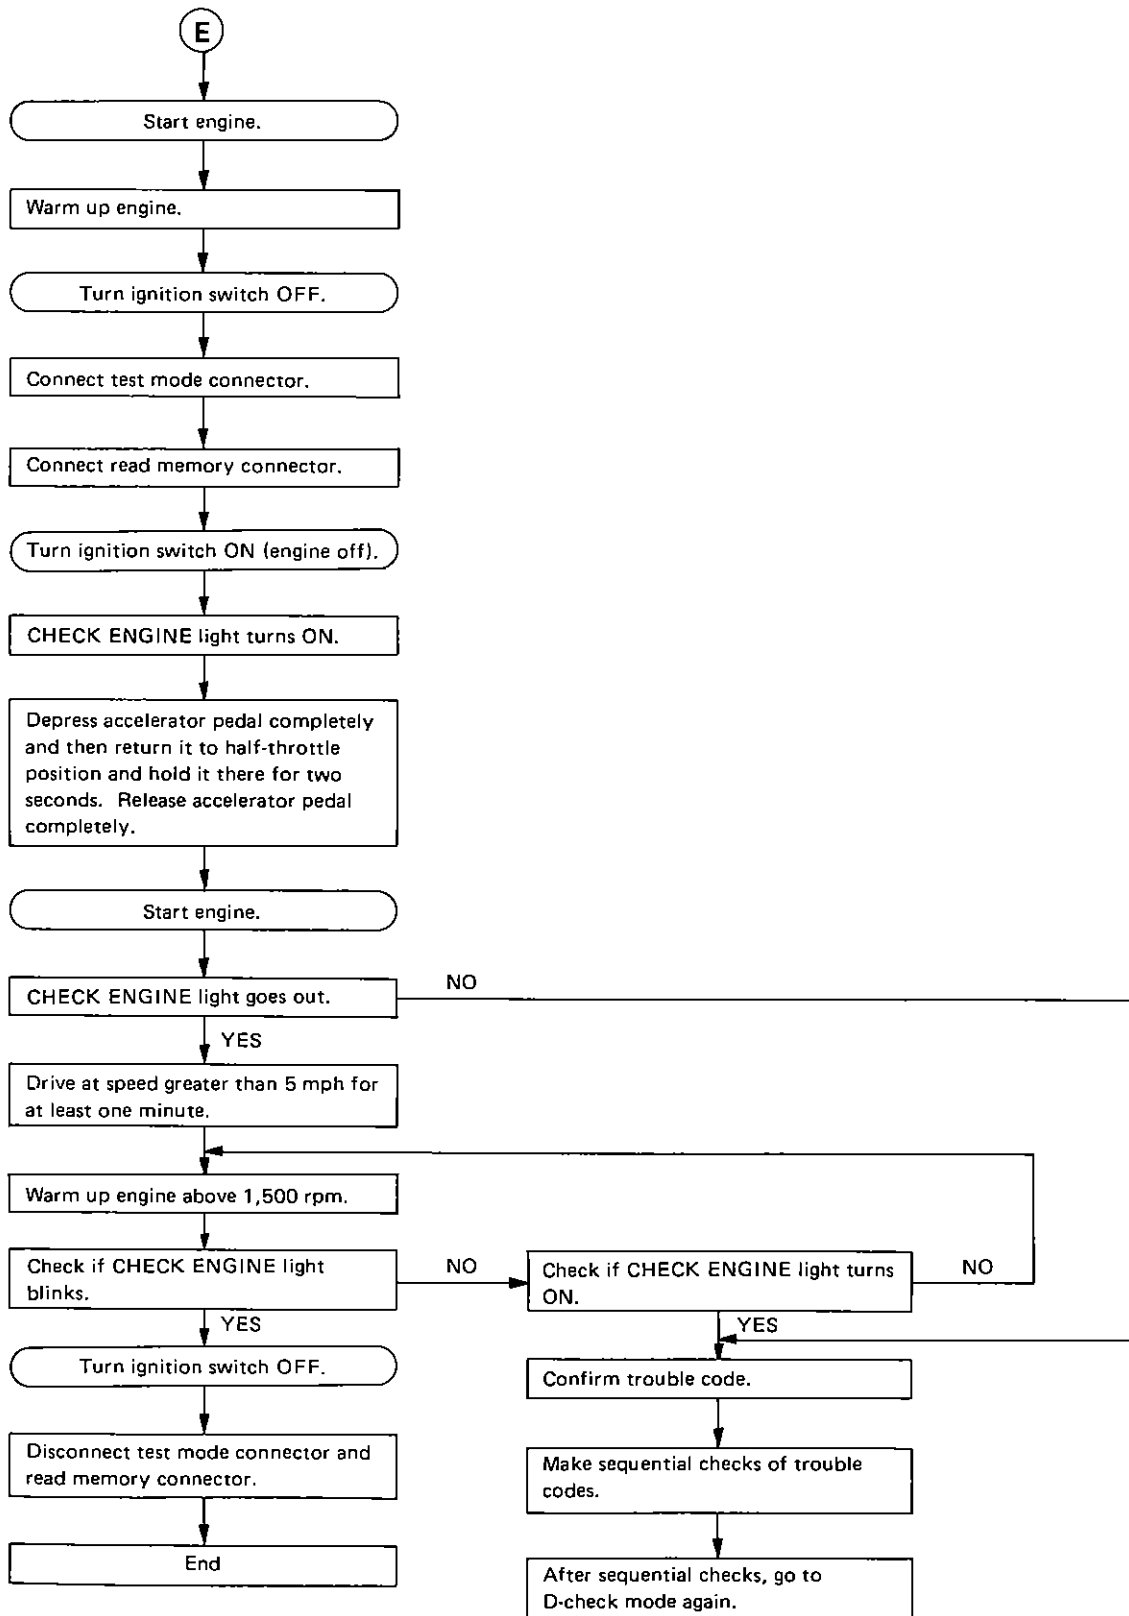 E
Start engine.
Warm up engine.
Turn ignition switch OFF.
Connect test mode connector.
Connect read memory connector.
Turn ignition switch ON (engine off).
CHECK ENGINE light turns ON.
Depress accelerator pedal completely
and then return it to half-throttle
position and hold it there for two
seconds. Release accelerator pedal
completely.
Start engine.
CHECK ENGINE light goes out.
NO
YES
Drive at speed greater than 5 mph for
at least one minute.
Warm up engine above 1,500 rpm.
Check if CHECK ENGINE light
blinks.
NO
Check if CHECK ENGINE light turns
ON.
NO
YES
YES
Turn ignition switch OFF.
Confirm trouble code.
Disconnect test mode connector and
read memory connector.
Make sequential checks of trouble
codes.
End
After sequential checks, go to
D-check mode again.